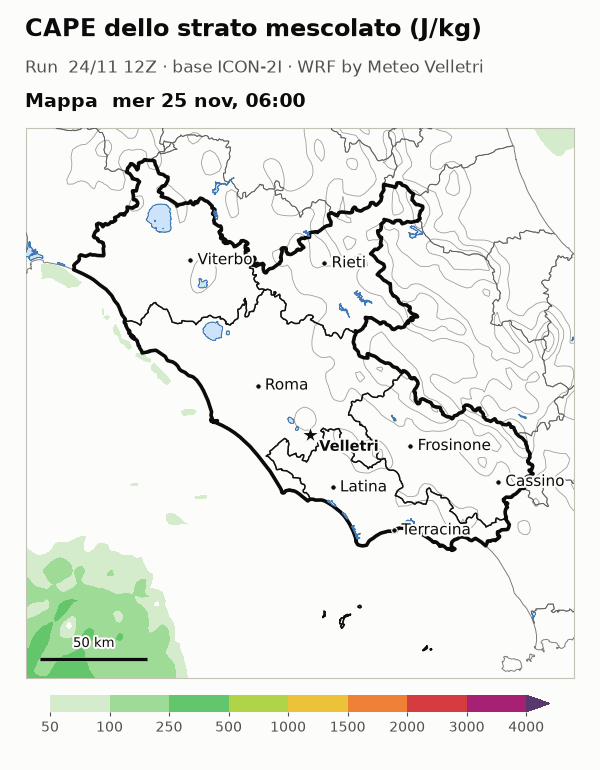 CAPE dello strato mescolato (J/kg)
Run  24/11 12Z · base ICON-2I · WRF by Meteo Velletri
Mappa  mer 25 nov, 06:00
Viterbo
Rieti
Roma
Velletri
Frosinone
Cassino
Latina
Terracina
50 km
50 100 250 500 1000 1500 2000 3000 4000